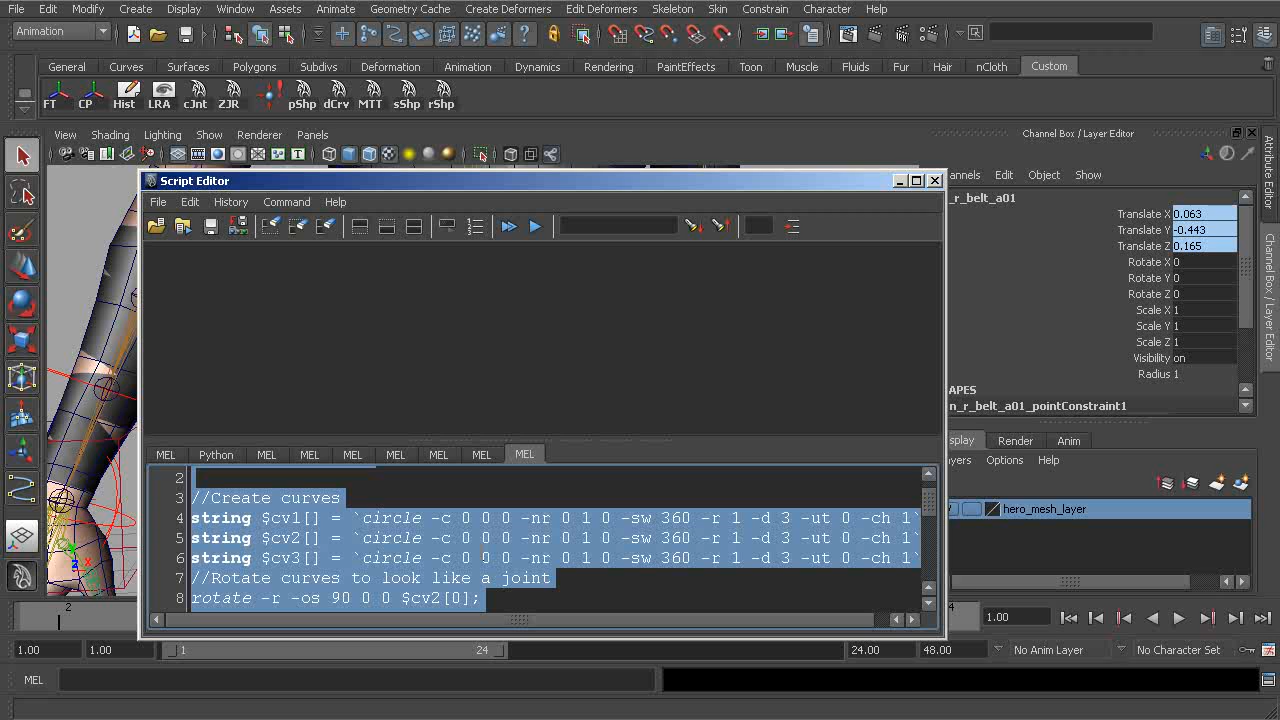 File Edit Modify Create Display Window Assets Animate Geometry Cache Create Deformers Edit Deformers Skeleton Skin Constrain Character Help
Animation
General Curves Surfaces Polygons Subdivs Deformation Animation Dynamics Rendering PaintEffects Toon Muscle Fluids Fur Hair nCloth Custom
FT CP Hist LRA cJnt ZJR pShp dCrv MTT sShp rShp
View Shading Lighting Show Renderer Panels
Channel Box / Layer Editor
Attribute Editor
Channel Box / Layer Editor
annels Edit Object Show
_r_belt_a01
Translate X 0.063
Translate Y -0.443
Translate Z 0.165
Rotate X 0
Rotate Y 0
Rotate Z 0
Scale X 1
Scale Y 1
Scale Z 1
Visibility on
Radius 1
APES
n_r_belt_a01_pointConstraint1
splay Render Anim
yers Options Help
hero_mesh_layer
Script Editor
File Edit History Command Help
MEL Python MEL MEL MEL MEL MEL MEL MEL
2
3 //Create curves
4 string $cv1[] = `circle -c 0 0 0 -nr 0 1 0 -sw 360 -r 1 -d 3 -ut 0 -ch 1`
5 string $cv2[] = `circle -c 0 0 0 -nr 0 1 0 -sw 360 -r 1 -d 3 -ut 0 -ch 1`
6 string $cv3[] = `circle -c 0 0 0 -nr 0 1 0 -sw 360 -r 1 -d 3 -ut 0 -ch 1`
7 //Rotate curves to look like a joint
8 rotate -r -os 90 0 0 $cv2[0];
2 4 1.00
1.00 1.00 1 24 24.00 48.00 No Anim Layer No Character Set
MEL